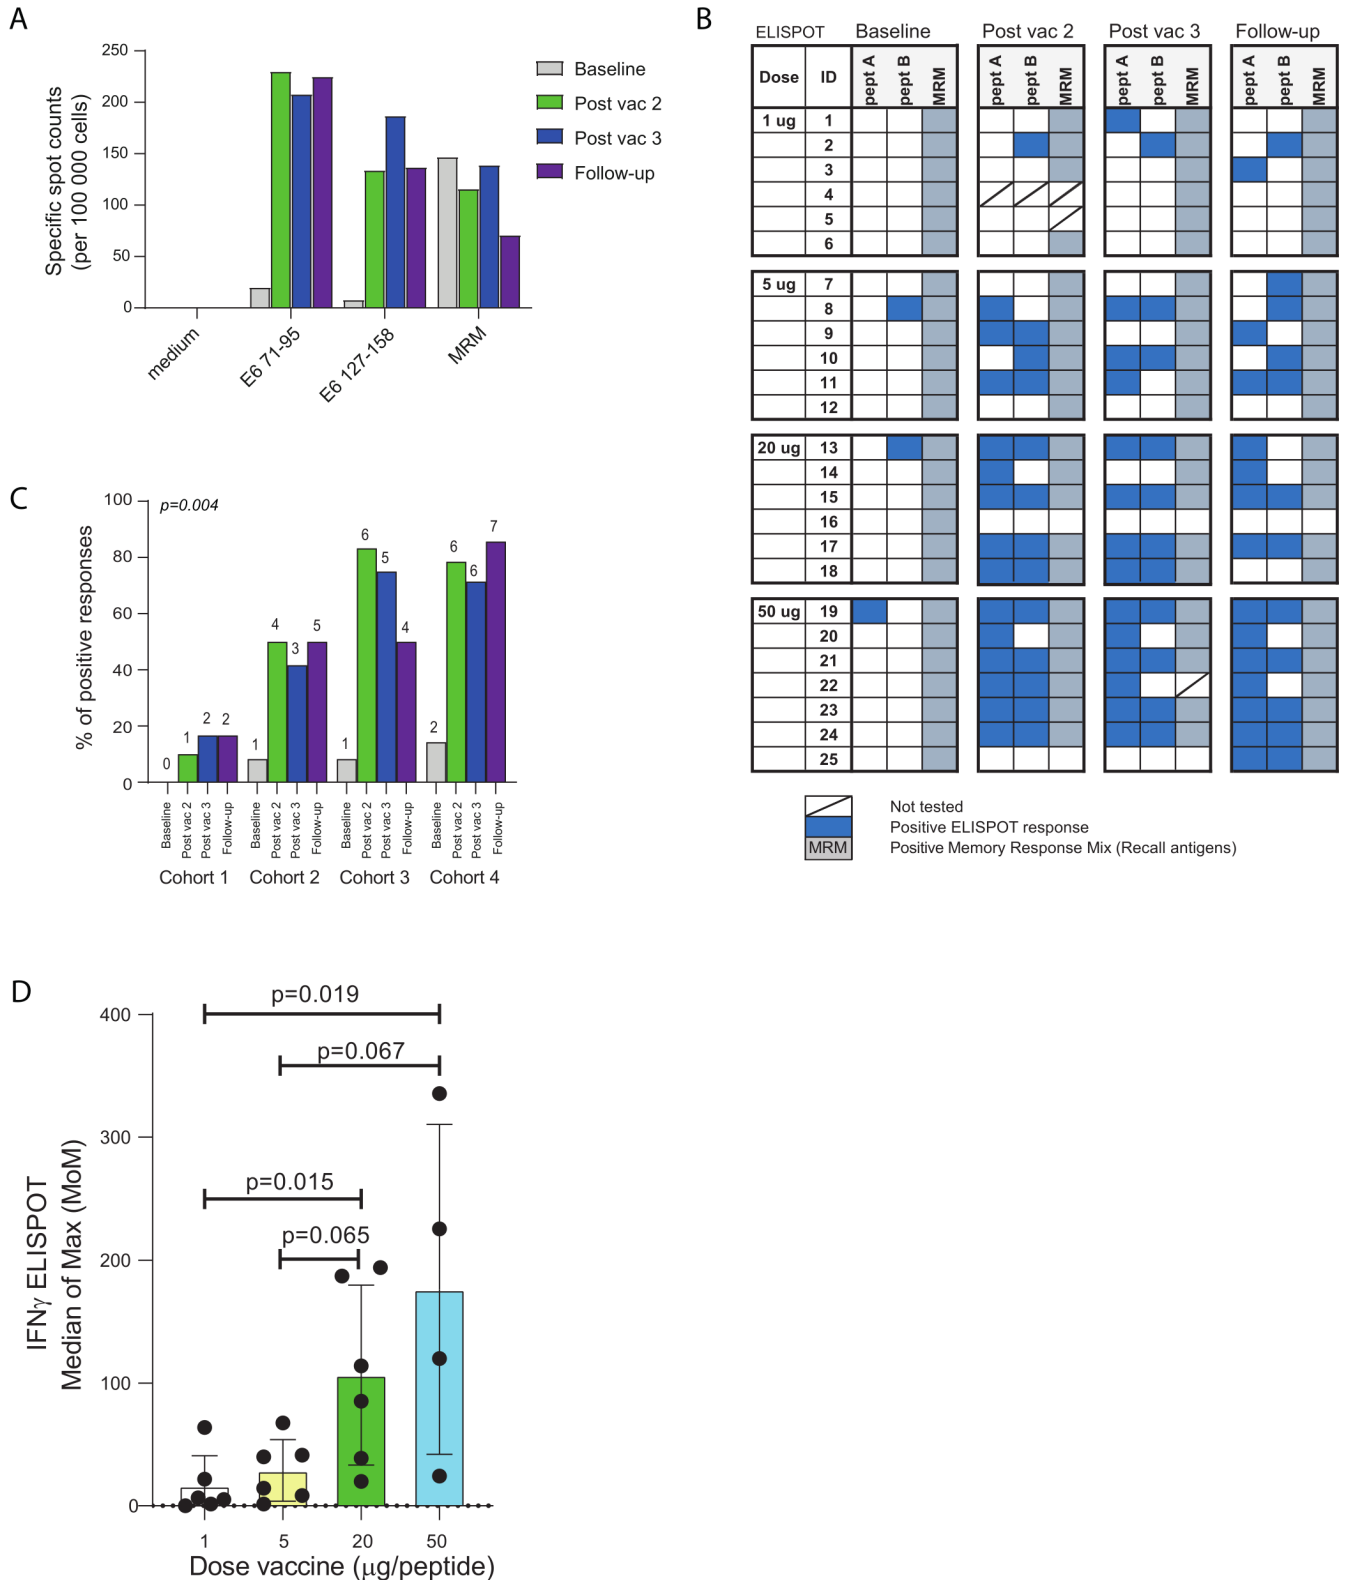 A
250
200
150
100
50
0
Specific spot counts
(per 100 000 cells)
medium
E6 71-95
E6 127-158
MRM
Baseline
Post vac 2
Post vac 3
Follow-up
B
ELISPOT Baseline Post vac 2 Post vac 3 Follow-up
Dose ID pept A pept B MRM pept A pept B MRM pept A pept B MRM pept A pept B MRM
1 ug 1
2
3
4
5
6
5 ug 7
8
9
10
11
12
20 ug 13
14
15
16
17
18
50 ug 19
20
21
22
23
24
25
Not tested
Positive ELISPOT response
MRM Positive Memory Response Mix (Recall antigens)
C
100
80
60
40
20
0
% of positive responses
p=0.004
0 1 2 2 1 4 3 5 1 6 5 4 2 6 6 7
Baseline Post vac 2 Post vac 3 Follow-up Baseline Post vac 2 Post vac 3 Follow-up Baseline Post vac 2 Post vac 3 Follow-up Baseline Post vac 2 Post vac 3 Follow-up
Cohort 1 Cohort 2 Cohort 3 Cohort 4
D
400
300
200
100
0
IFNγ ELISPOT
Median of Max (MoM)
p=0.019
p=0.067
p=0.015
p=0.065
1 5 20 50
Dose vaccine (μg/peptide)